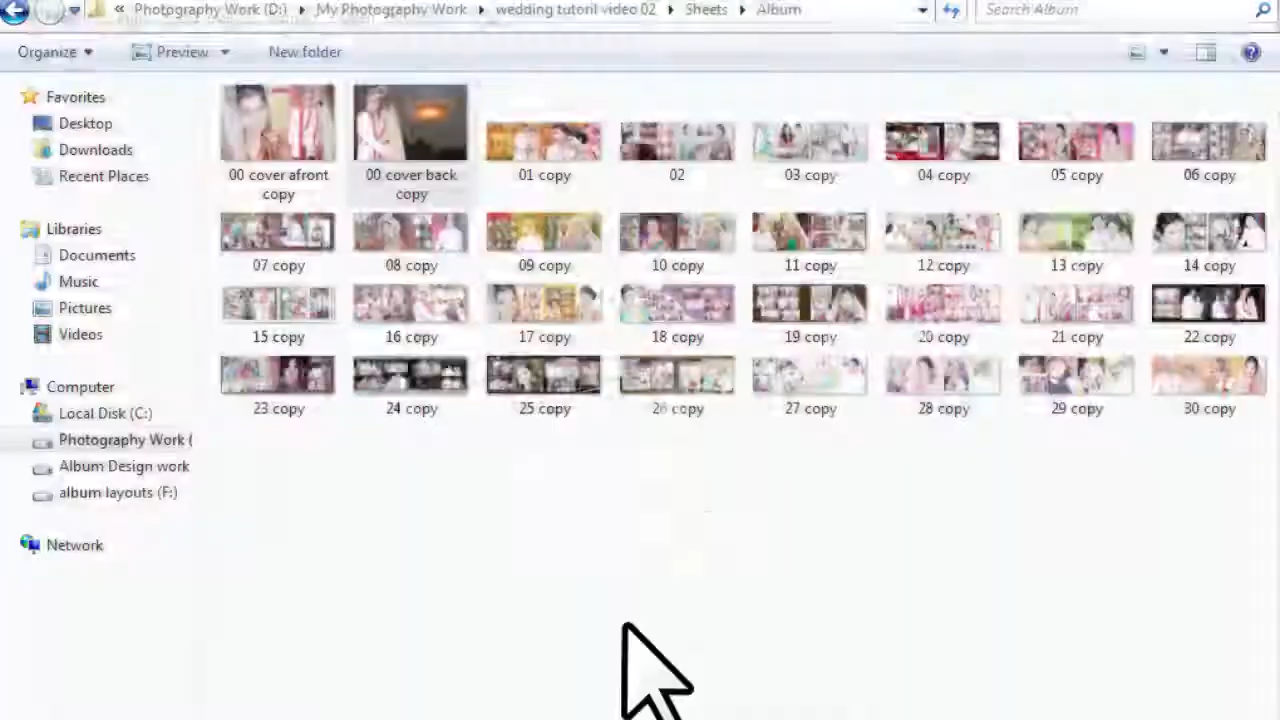 « Photography Work (D:) My Photography Work wedding tutoril video 02 Sheets Album Search Album
Organize Preview New folder
Favorites
Desktop
Downloads
Recent Places
Libraries
Documents
Music
Pictures
Videos
Computer
Local Disk (C:)
Photography Work (
Album Design work
album layouts (F:)
Network
00 cover afront copy
00 cover back copy
01 copy
02
03 copy
04 copy
05 copy
06 copy
07 copy
08 copy
09 copy
10 copy
11 copy
12 copy
13 copy
14 copy
15 copy
16 copy
17 copy
18 copy
19 copy
20 copy
21 copy
22 copy
23 copy
24 copy
25 copy
26 copy
27 copy
28 copy
29 copy
30 copy